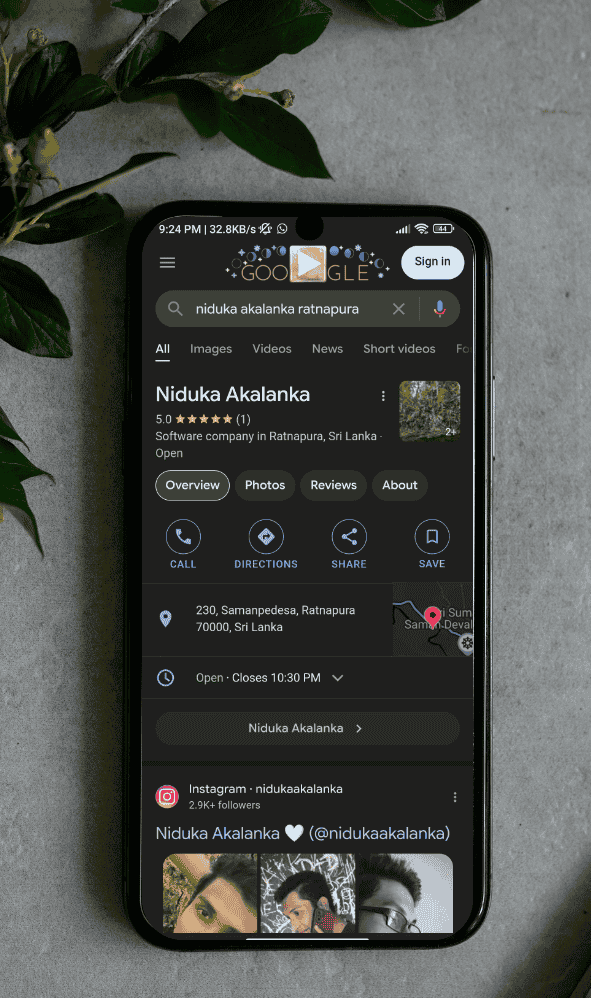 9:24 PM | 32.8KB/s
44
GOO GLE
Sign in
niduka akalanka ratnapura
All Images Videos News Short videos Fo
Niduka Akalanka
5.0 (1)
Software company in Ratnapura, Sri Lanka ·
Open
2+
Overview Photos Reviews About
CALL DIRECTIONS SHARE SAVE
230, Samanpedesa, Ratnapura
70000, Sri Lanka
i Sum
Saman Deval
Open · Closes 10:30 PM
Niduka Akalanka
Instagram · nidukaakalanka
2.9K+ followers
Niduka Akalanka 🤍 (@nidukaakalanka)